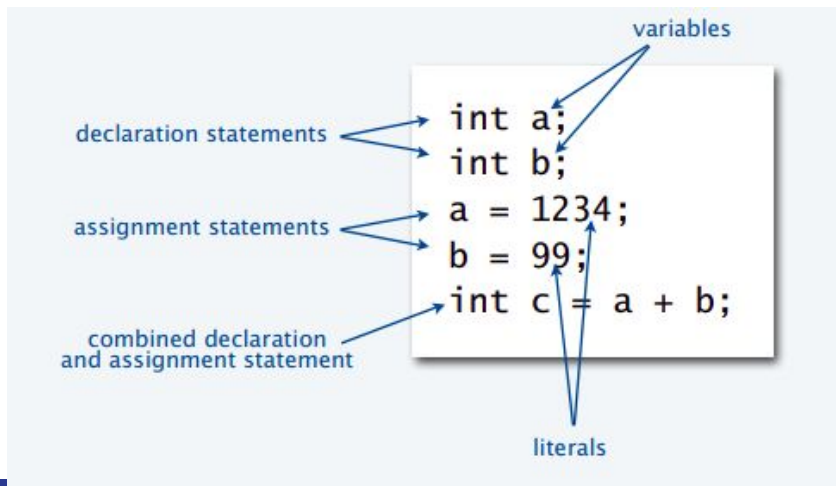 variables
declaration statements
int a;
int b;
assignment statements
a = 1234;
b = 99;
combined declaration
and assignment statement
int c = a + b;
literals